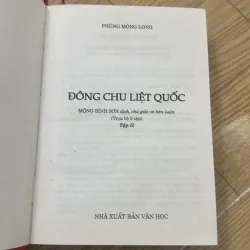 PHÙNG MỘNG LONG
ĐÔNG CHU LIỆT QUỐC
MỘNG BÌNH SƠN dịch, chú giải và bàn luận
(Trọn bộ 2 tập)
Tập II
NHÀ XUẤT BẢN VĂN HỌC